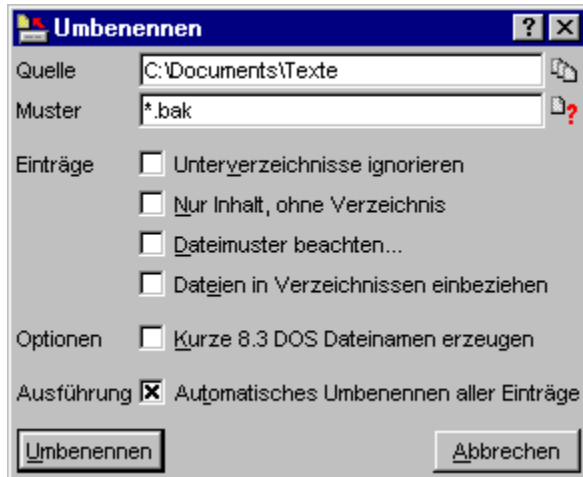 Umbenennen
Quelle C:\Documents\Texte
Muster *.bak
Einträge Unterverzeichnisse ignorieren
Nur Inhalt, ohne Verzeichnis
Dateimuster beachten...
Dateien in Verzeichnissen einbeziehen
Optionen Kurze 8.3 DOS Dateinamen erzeugen
Ausführung Automatisches Umbenennen aller Einträge
Umbenennen Abbrechen